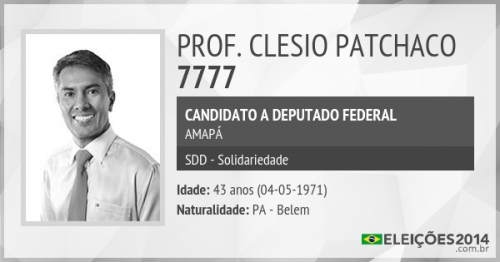 PROF. CLESIO PATCHACO
7777
CANDIDATO A DEPUTADO FEDERAL
AMAPÁ
SDD - Solidariedade
Idade: 43 anos (04-05-1971)
Naturalidade: PA - Belem
ELEIÇÕES2014
.com.br